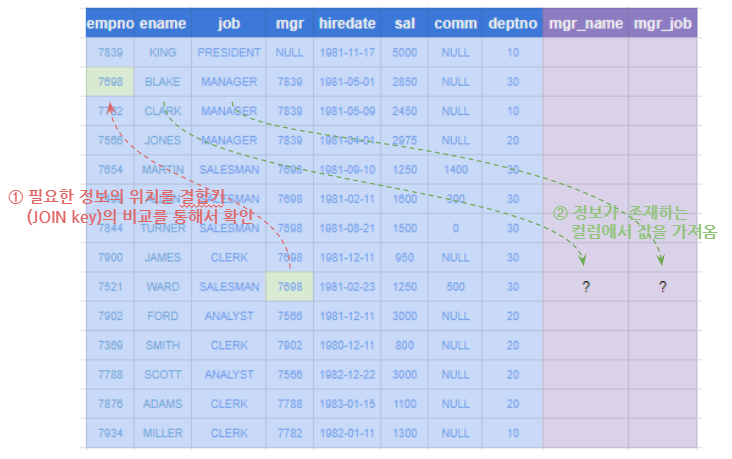 empno ename job mgr hiredate sal comm deptno mgr_name mgr_job
7839 KING PRESIDENT NULL 1981-11-17 5000 NULL 10
7698 BLAKE MANAGER 7839 1981-05-01 2850 NULL 30
7782 CLARK MANAGER 7839 1981-05-09 2450 NULL 10
7566 JONES MANAGER 7839 1981-04-01 2975 NULL 20
7654 MARTIN SALESMAN 7698 1981-09-10 1250 1400 30
① 필요한 정보의 위치를 결합키
(JOIN key)의 비교를 통해서 확인
SALESMAN 7698 1981-02-11 1600 300 30
② 정보가 존재하는
컬럼에서 값을 가져옴
7844 TURNER SALESMAN 7698 1981-08-21 1500 0 30
7900 JAMES CLERK 7698 1981-12-11 950 NULL 30
7521 WARD SALESMAN 7698 1981-02-23 1250 500 30 ? ?
7902 FORD ANALYST 7566 1981-12-11 3000 NULL 20
7369 SMITH CLERK 7902 1980-12-11 800 NULL 20
7788 SCOTT ANALYST 7566 1982-12-22 3000 NULL 20
7876 ADAMS CLERK 7788 1983-01-15 1100 NULL 20
7934 MILLER CLERK 7782 1982-01-11 1300 NULL 10